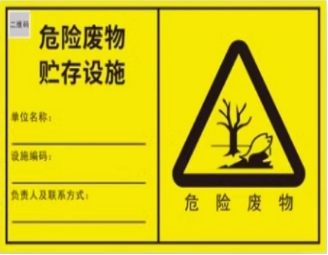 二维码
危险废物
贮存设施
单位名称：
设施编码：
负责人及联系方式：
危险废物